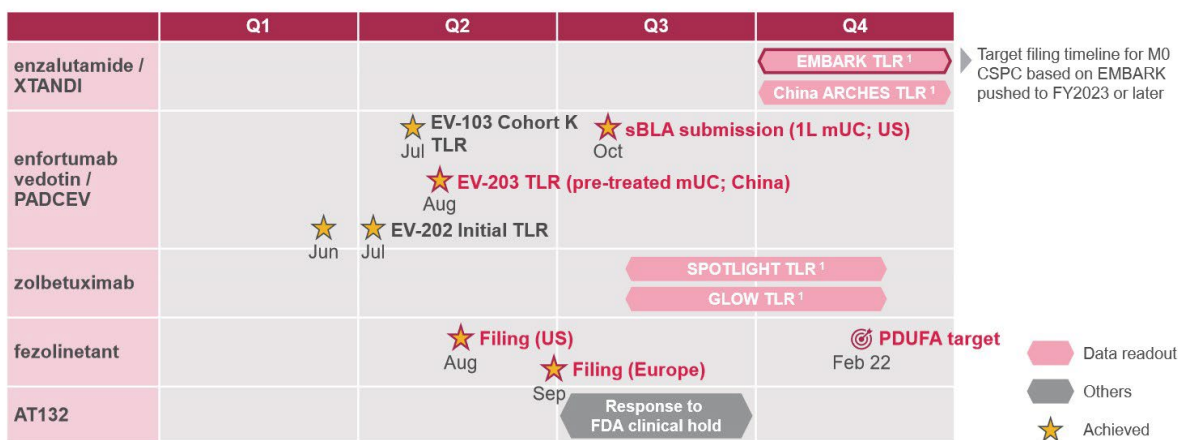 Q1
Q2
Q3
Q4
enzalutamide /
XTANDI
EMBARK TLR 1
China ARCHES TLR 1
Target filing timeline for M0
CSPC based on EMBARK
pushed to FY2023 or later
enfortumab
vedotin /
PADCEV
EV-103 Cohort K
TLR
Jul
sBLA submission (1L mUC; US)
Oct
EV-203 TLR (pre-treated mUC; China)
Aug
EV-202 Initial TLR
Jun
Jul
zolbetuximab
SPOTLIGHT TLR 1
GLOW TLR 1
fezolinetant
Filing (US)
Aug
Filing (Europe)
Sep
PDUFA target
Feb 22
AT132
Response to
FDA clinical hold
Data readout
Others
Achieved